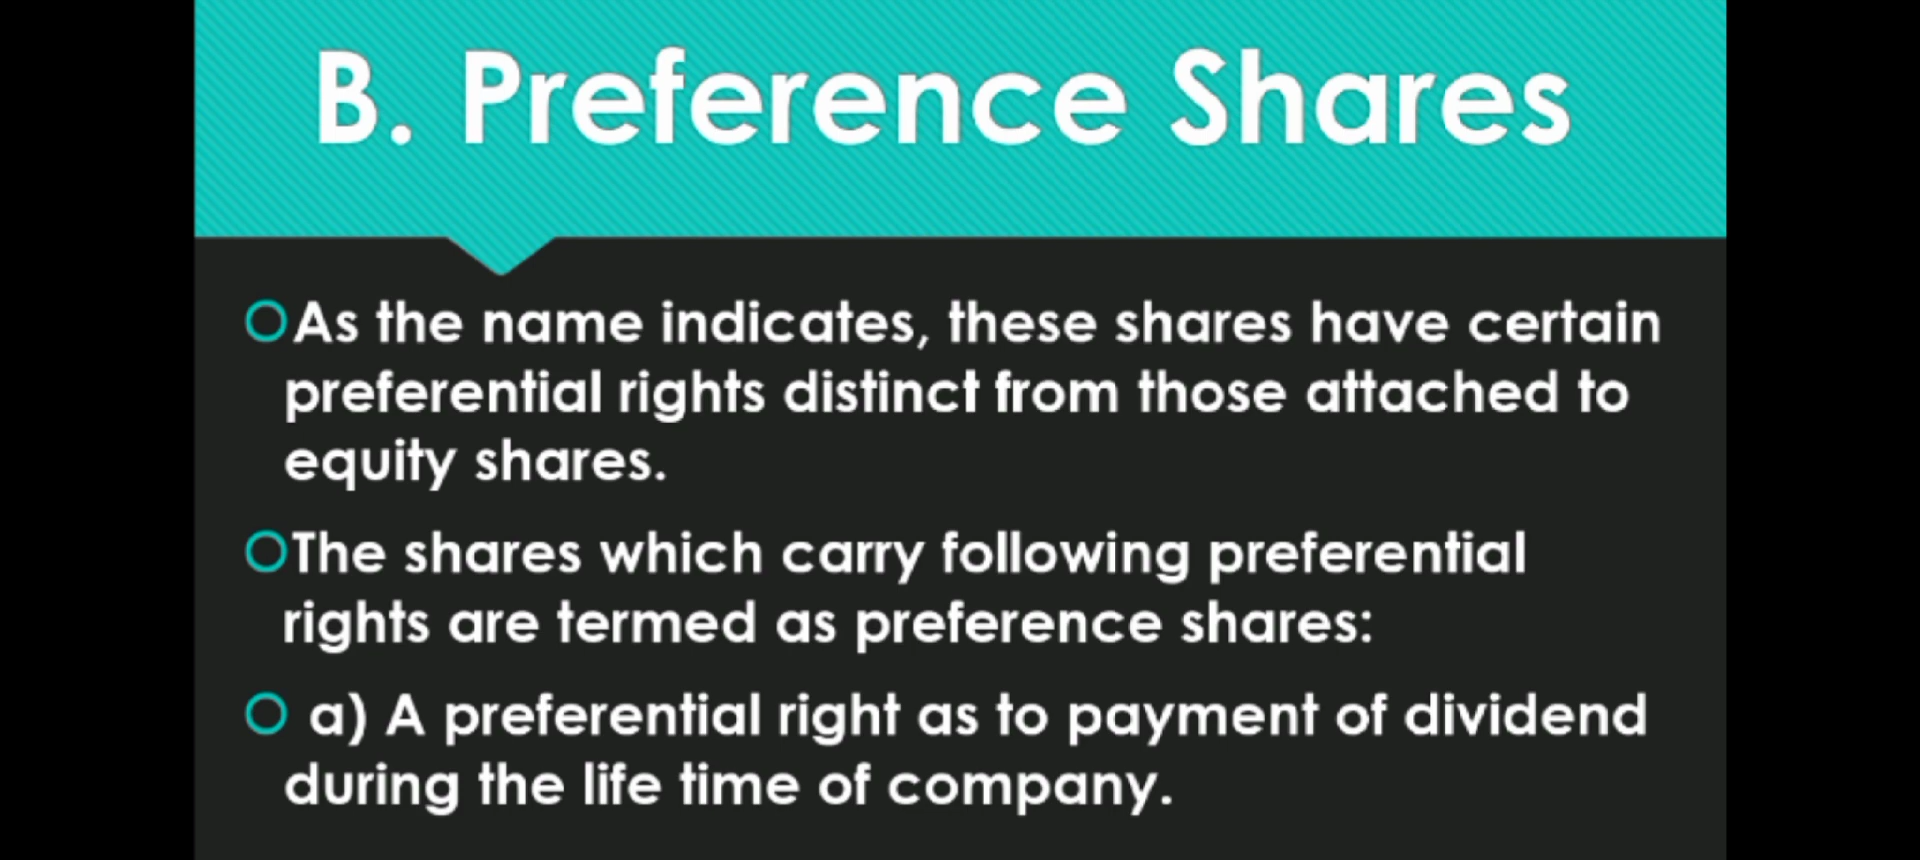 B. Preference Shares
As the name indicates, these shares have certain
preferential rights distinct from those attached to
equity shares.
The shares which carry following preferential
rights are termed as preference shares:
a) A preferential right as to payment of dividend
during the life time of company.